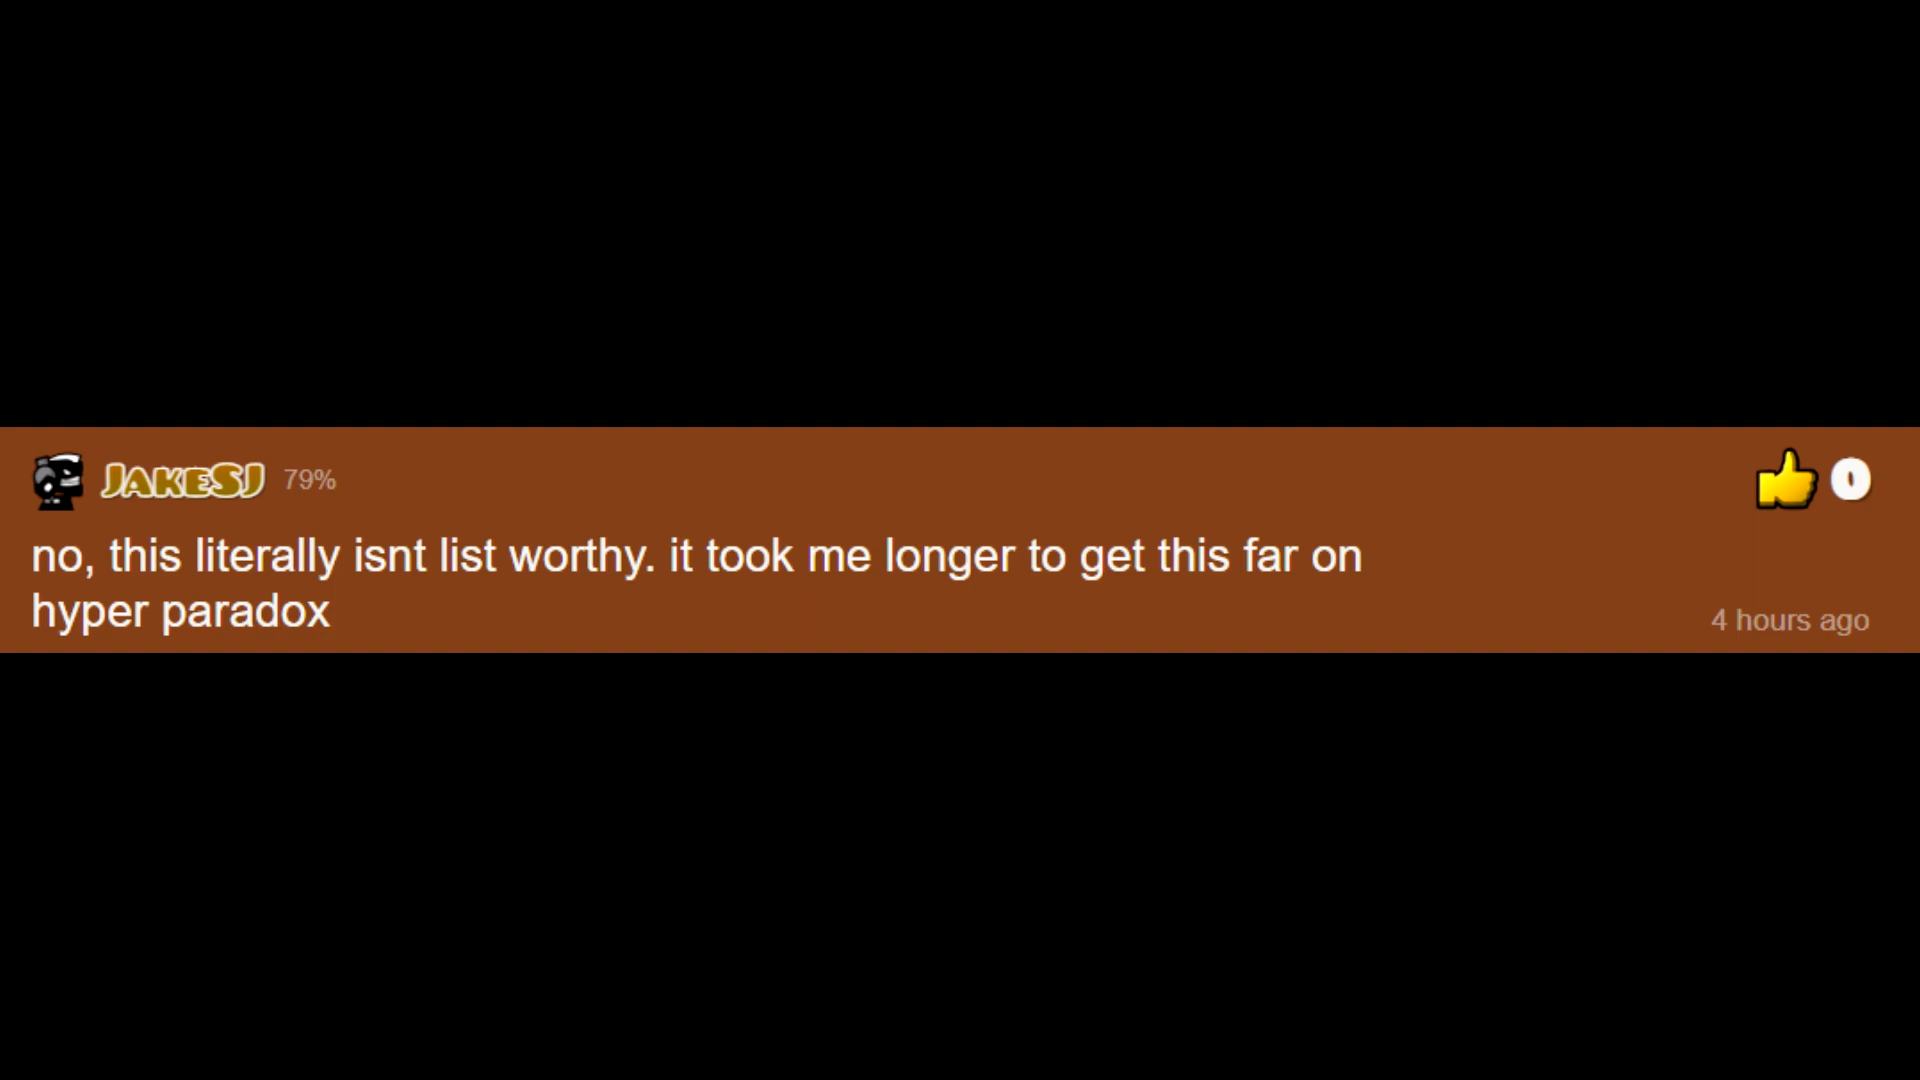 JakeSJ 79% 0
no, this literally isnt list worthy. it took me longer to get this far on
hyper paradox
4 hours ago